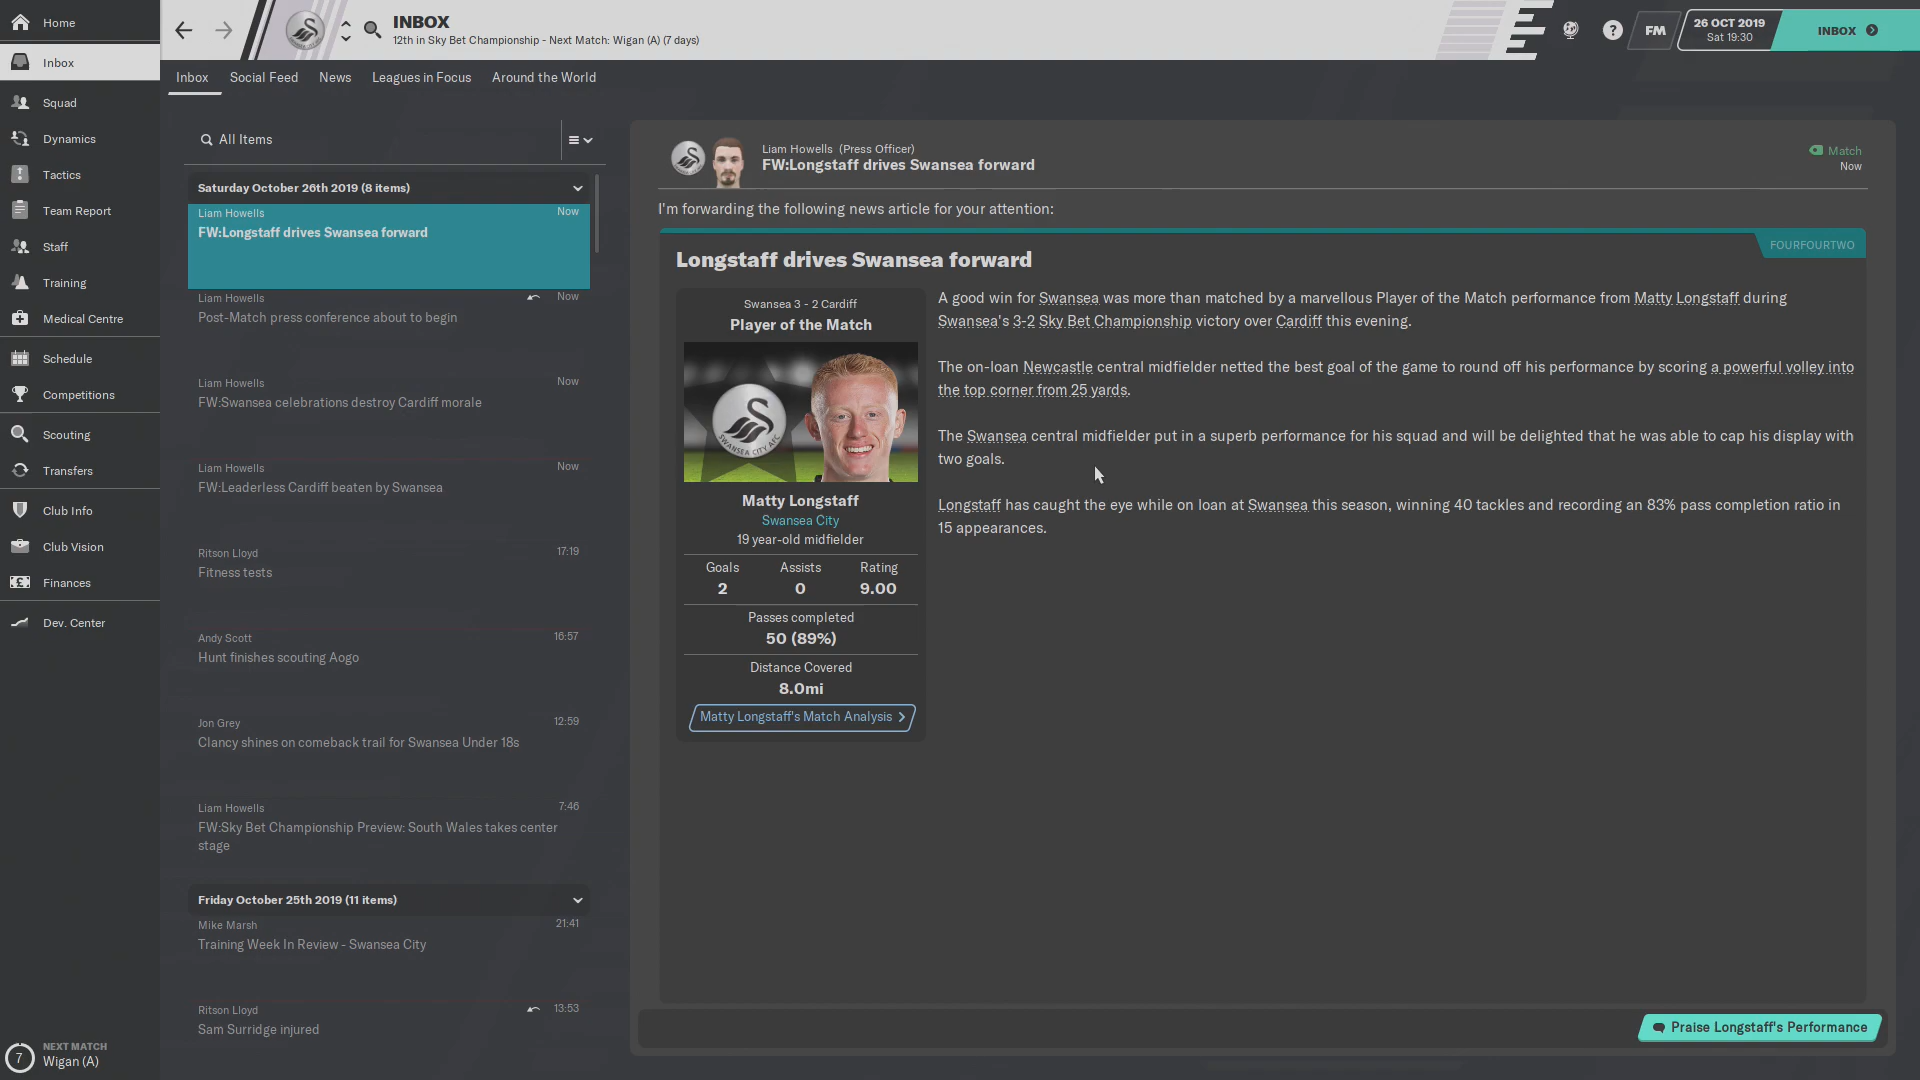 Home
INBOX
12th in Sky Bet Championship - Next Match: Wigan (A) (7 days)
FM
26 OCT 2019
Sat 19:30
INBOX
Inbox
Squad
Dynamics
Tactics
Team Report
Staff
Training
Medical Centre
Schedule
Competitions
Scouting
Transfers
Club Info
Club Vision
Finances
Dev. Center
7
NEXT MATCH
Wigan (A)
Inbox Social Feed News Leagues in Focus Around the World
All Items
Saturday October 26th 2019 (8 items)
Liam Howells Now
FW:Longstaff drives Swansea forward
Liam Howells Now
Post-Match press conference about to begin
Liam Howells Now
FW:Swansea celebrations destroy Cardiff morale
Liam Howells Now
FW:Leaderless Cardiff beaten by Swansea
Ritson Lloyd 17:19
Fitness tests
Andy Scott 16:57
Hunt finishes scouting Aogo
Jon Grey 12:59
Clancy shines on comeback trail for Swansea Under 18s
Liam Howells 7:46
FW:Sky Bet Championship Preview: South Wales takes center
stage
Friday October 25th 2019 (11 items)
Mike Marsh 21:41
Training Week In Review - Swansea City
Ritson Lloyd 13:53
Sam Surridge injured
Liam Howells (Press Officer)
FW:Longstaff drives Swansea forward
Match
Now
I'm forwarding the following news article for your attention:
FOURFOURTWO
Longstaff drives Swansea forward
Swansea 3 - 2 Cardiff
Player of the Match
SWANSEA CITY AFC
Matty Longstaff
Swansea City
19 year-old midfielder
Goals Assists Rating
2 0 9.00
Passes completed
50 (89%)
Distance Covered
8.0mi
Matty Longstaff's Match Analysis
A good win for Swansea was more than matched by a marvellous Player of the Match performance from Matty Longstaff during
Swansea's 3-2 Sky Bet Championship victory over Cardiff this evening.
The on-loan Newcastle central midfielder netted the best goal of the game to round off his performance by scoring a powerful volley into
the top corner from 25 yards.
The Swansea central midfielder put in a superb performance for his squad and will be delighted that he was able to cap his display with
two goals.
Longstaff has caught the eye while on loan at Swansea this season, winning 40 tackles and recording an 83% pass completion ratio in
15 appearances.
Praise Longstaff's Performance